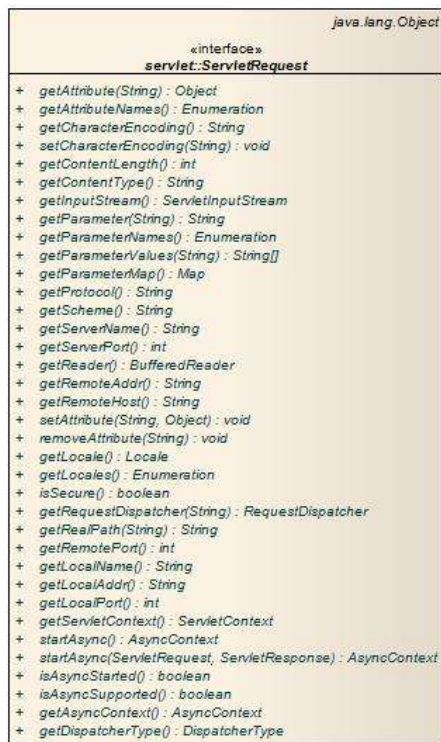 java.lang.Object
«interface»
servlet::ServletRequest
+ getAttribute(String) : Object
+ getAttributeNames() : Enumeration
+ getCharacterEncoding() : String
+ setCharacterEncoding(String) : void
+ getContentLength() : int
+ getContentType() : String
+ getInputStream() : ServletInputStream
+ getParameter(String) : String
+ getParameterNames() : Enumeration
+ getParameterValues(String) : String[]
+ getParameterMap() : Map
+ getProtocol() : String
+ getScheme() : String
+ getServerName() : String
+ getServerPort() : int
+ getReader() : BufferedReader
+ getRemoteAddr() : String
+ getRemoteHost() : String
+ setAttribute(String, Object) : void
+ removeAttribute(String) : void
+ getLocale() : Locale
+ getLocales() : Enumeration
+ isSecure() : boolean
+ getRequestDispatcher(String) : RequestDispatcher
+ getRealPath(String) : String
+ getRemotePort() : int
+ getLocalName() : String
+ getLocalAddr() : String
+ getLocalPort() : int
+ getServletContext() : ServletContext
+ startAsync() : AsyncContext
+ startAsync(ServletRequest, ServletResponse) : AsyncContext
+ isAsyncStarted() : boolean
+ isAsyncSupported() : boolean
+ getAsyncContext() : AsyncContext
+ getDispatcherType() : DispatcherType